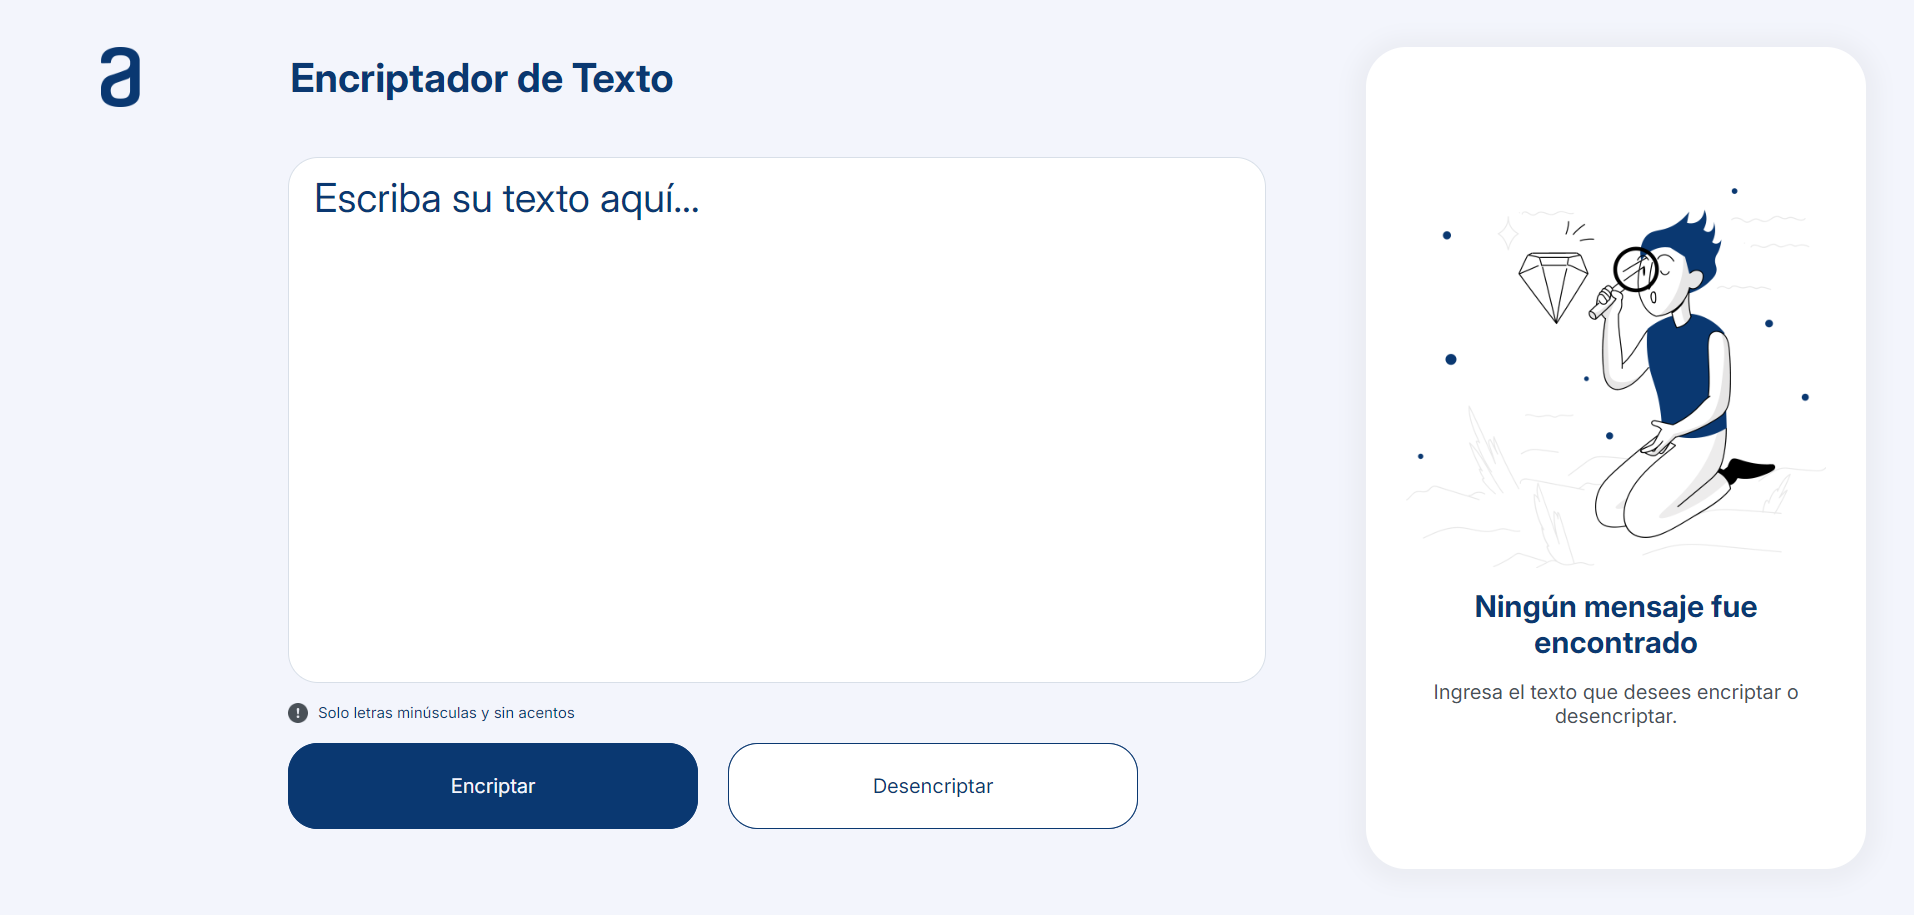 a
Encriptador de Texto
Escriba su texto aquí...
! Solo letras minúsculas y sin acentos
Encriptar
Desencriptar
Ningún mensaje fue
encontrado
Ingresa el texto que desees encriptar o
desencriptar.